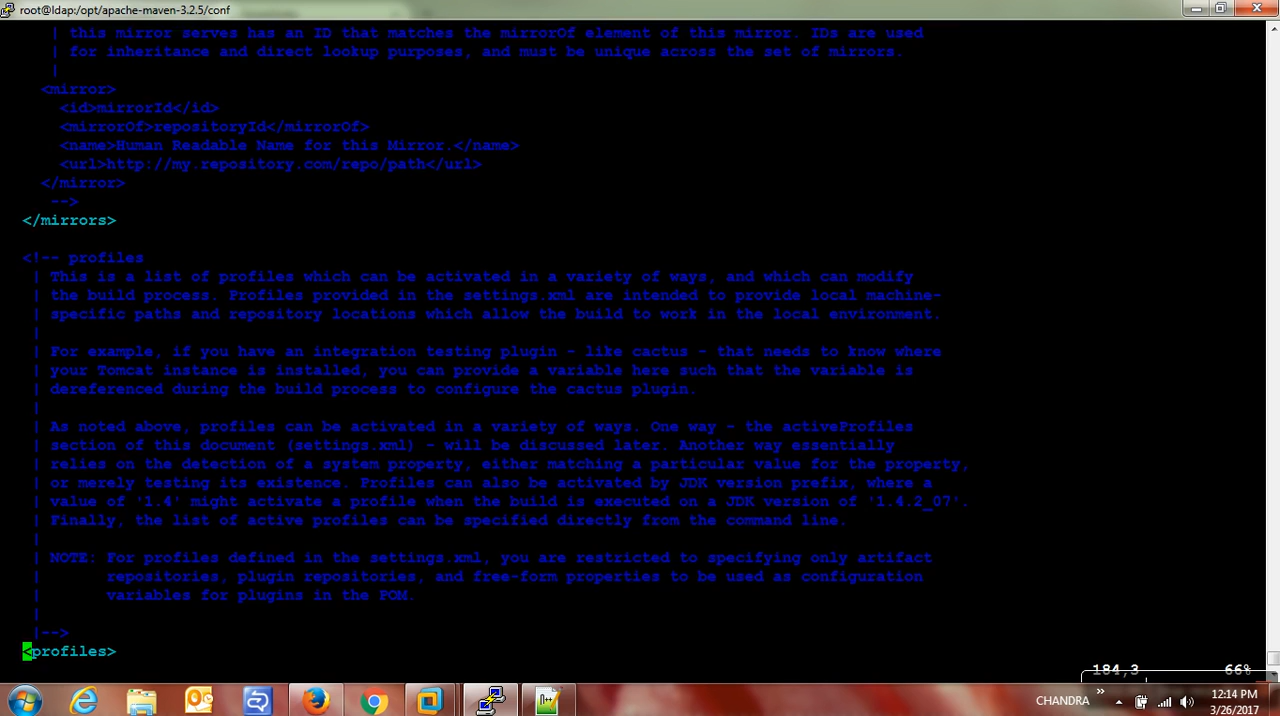 root@ldap:/opt/apache-maven-3.2.5/conf
| this mirror serves has an ID that matches the mirrorOf element of this mirror. IDs are used
| for inheritance and direct lookup purposes, and must be unique across the set of mirrors.
|
<mirror>
<id>mirrorId</id>
<mirrorOf>repositoryId</mirrorOf>
<name>Human Readable Name for this Mirror.</name>
<url>http://my.repository.com/repo/path</url>
</mirror>
-->
</mirrors>
<!-- profiles
| This is a list of profiles which can be activated in a variety of ways, and which can modify
| the build process. Profiles provided in the settings.xml are intended to provide local machine-
| specific paths and repository locations which allow the build to work in the local environment.
|
| For example, if you have an integration testing plugin - like cactus - that needs to know where
| your Tomcat instance is installed, you can provide a variable here such that the variable is
| dereferenced during the build process to configure the cactus plugin.
|
| As noted above, profiles can be activated in a variety of ways. One way - the activeProfiles
| section of this document (settings.xml) - will be discussed later. Another way essentially
| relies on the detection of a system property, either matching a particular value for the property,
| or merely testing its existence. Profiles can also be activated by JDK version prefix, where a
| value of '1.4' might activate a profile when the build is executed on a JDK version of '1.4.2_07'.
| Finally, the list of active profiles can be specified directly from the command line.
|
| NOTE: For profiles defined in the settings.xml, you are restricted to specifying only artifact
| repositories, plugin repositories, and free-form properties to be used as configuration
| variables for plugins in the POM.
|
|-->
<profiles>
184,3 66%
CHANDRA
12:14 PM
3/26/2017